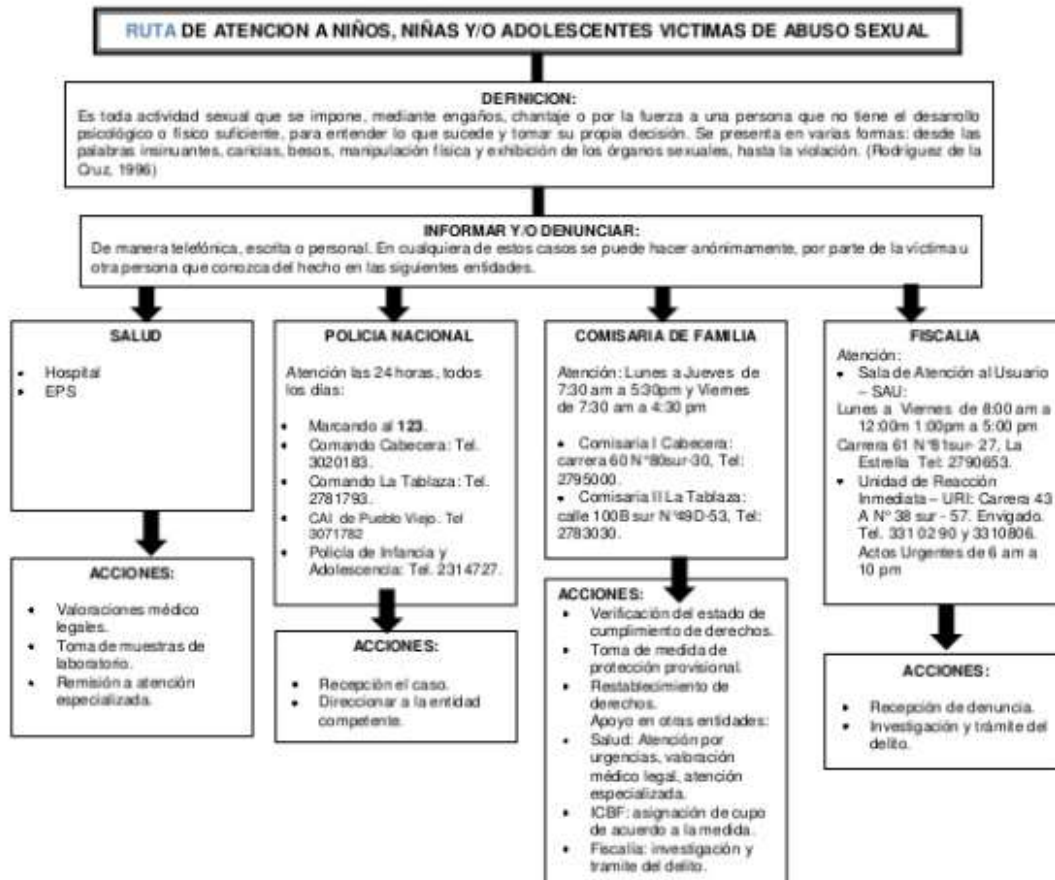 RUTA DE ATENCION A NIÑOS, NIÑAS Y/O ADOLESCENTES VICTIMAS DE ABUSO SEXUAL
DEFINICION:
Es toda actividad sexual que se impone, mediante engaños, chantaje o por la fuerza a una persona que no tiene el desarrollo
psicológico o físico suficiente, para entender lo que sucede y tomar su propia decisión. Se presenta en varias formas: desde las
palabras insinuantes, caricias, besos, manipulación física y exhibición de los órganos sexuales, hasta la violación. (Rodríguez de la
Cruz, 1996)
INFORMAR Y/O DENUNCIAR:
De manera telefónica, escrita o personal. En cualquiera de estos casos se puede hacer anónimamente, por parte de la víctima u
otra persona que conozca del hecho en las siguientes entidades.
SALUD
• Hospital
• EPS
ACCIONES:
• Valoraciones médico
legales.
• Toma de muestras de
laboratorio.
• Remisión a atención
especializada.
POLICIA NACIONAL
Atención las 24 horas, todos
los días:
• Marcando al 123.
• Comando Cabecera: Tel.
3020183.
• Comando La Tablaza: Tel.
2781793.
• CAI de Pueblo Viejo. Tel
3071782
• Policía de Infancia y
Adolescencia: Tel. 2314727.
ACCIONES:
• Recepción el caso.
• Direccionar a la entidad
competente.
COMISARIA DE FAMILIA
Atención: Lunes a Jueves de
7:30 am a 5:30pm y Viernes
de 7:30 am a 4:30 pm
• Comisaria I Cabecera:
carrera 60 N°80sur-30, Tel:
2795000.
• Comisaria II La Tablaza:
calle 100B sur N°49D-53, Tel:
2783030.
ACCIONES:
• Verificación del estado de
cumplimiento de derechos.
• Toma de medida de
protección provisional.
• Restablecimiento de
derechos.
Apoyo en otras entidades:
• Salud: Atención por
urgencias, valoración
médico legal, atención
especializada.
• ICBF: asignación de cupo
de acuerdo a la medida.
• Fiscalía: investigación y
tramite del delito.
FISCALIA
Atención:
• Sala de Atención al Usuario
– SAU:
Lunes a Viernes de 8:00 am a
12:00m 1:00pm a 5:00 pm
Carrera 61 N°81sur- 27, La
Estrella Tel: 2790653.
• Unidad de Reacción
Inmediata – URI: Carrera 43
A N° 38 sur - 57. Envigado.
Tel. 331 02 90 y 3310806.
Actos Urgentes de 6 am a
10 pm
ACCIONES:
• Recepción de denuncia.
• Investigación y trámite del
delito.